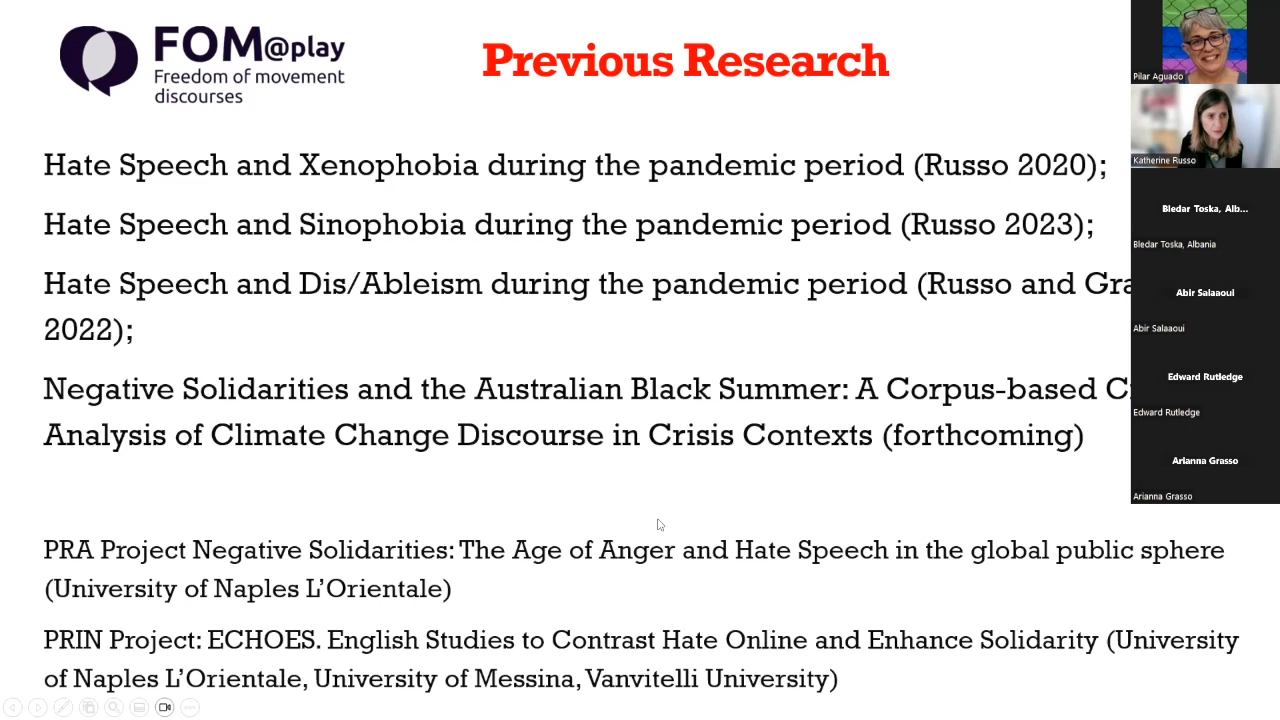 FOM@play
Freedom of movement
discourses
Previous Research
Hate Speech and Xenophobia during the pandemic period (Russo 2020);
Hate Speech and Sinophobia during the pandemic period (Russo 2023);
Hate Speech and Dis/Ableism during the pandemic period (Russo and
2022);
Negative Solidarities and the Australian Black Summer: A Corpus-based
Analysis of Climate Change Discourse in Crisis Contexts (forthcoming)
PRA Project Negative Solidarities: The Age of Anger and Hate Speech in the global public sphere
(University of Naples L’Orientale)
PRIN Project: ECHOES. English Studies to Contrast Hate Online and Enhance Solidarity (University
of Naples L’Orientale, University of Messina, Vanvitelli University)
Pilar Aguado
Katherine Russo
Bledar Toska, Alb...
Bledar Toska, Albania
Abir Salaaoui
Abir Salaaoui
Edward Rutledge
Edward Rutledge
Arianna Grasso
Arianna Grasso